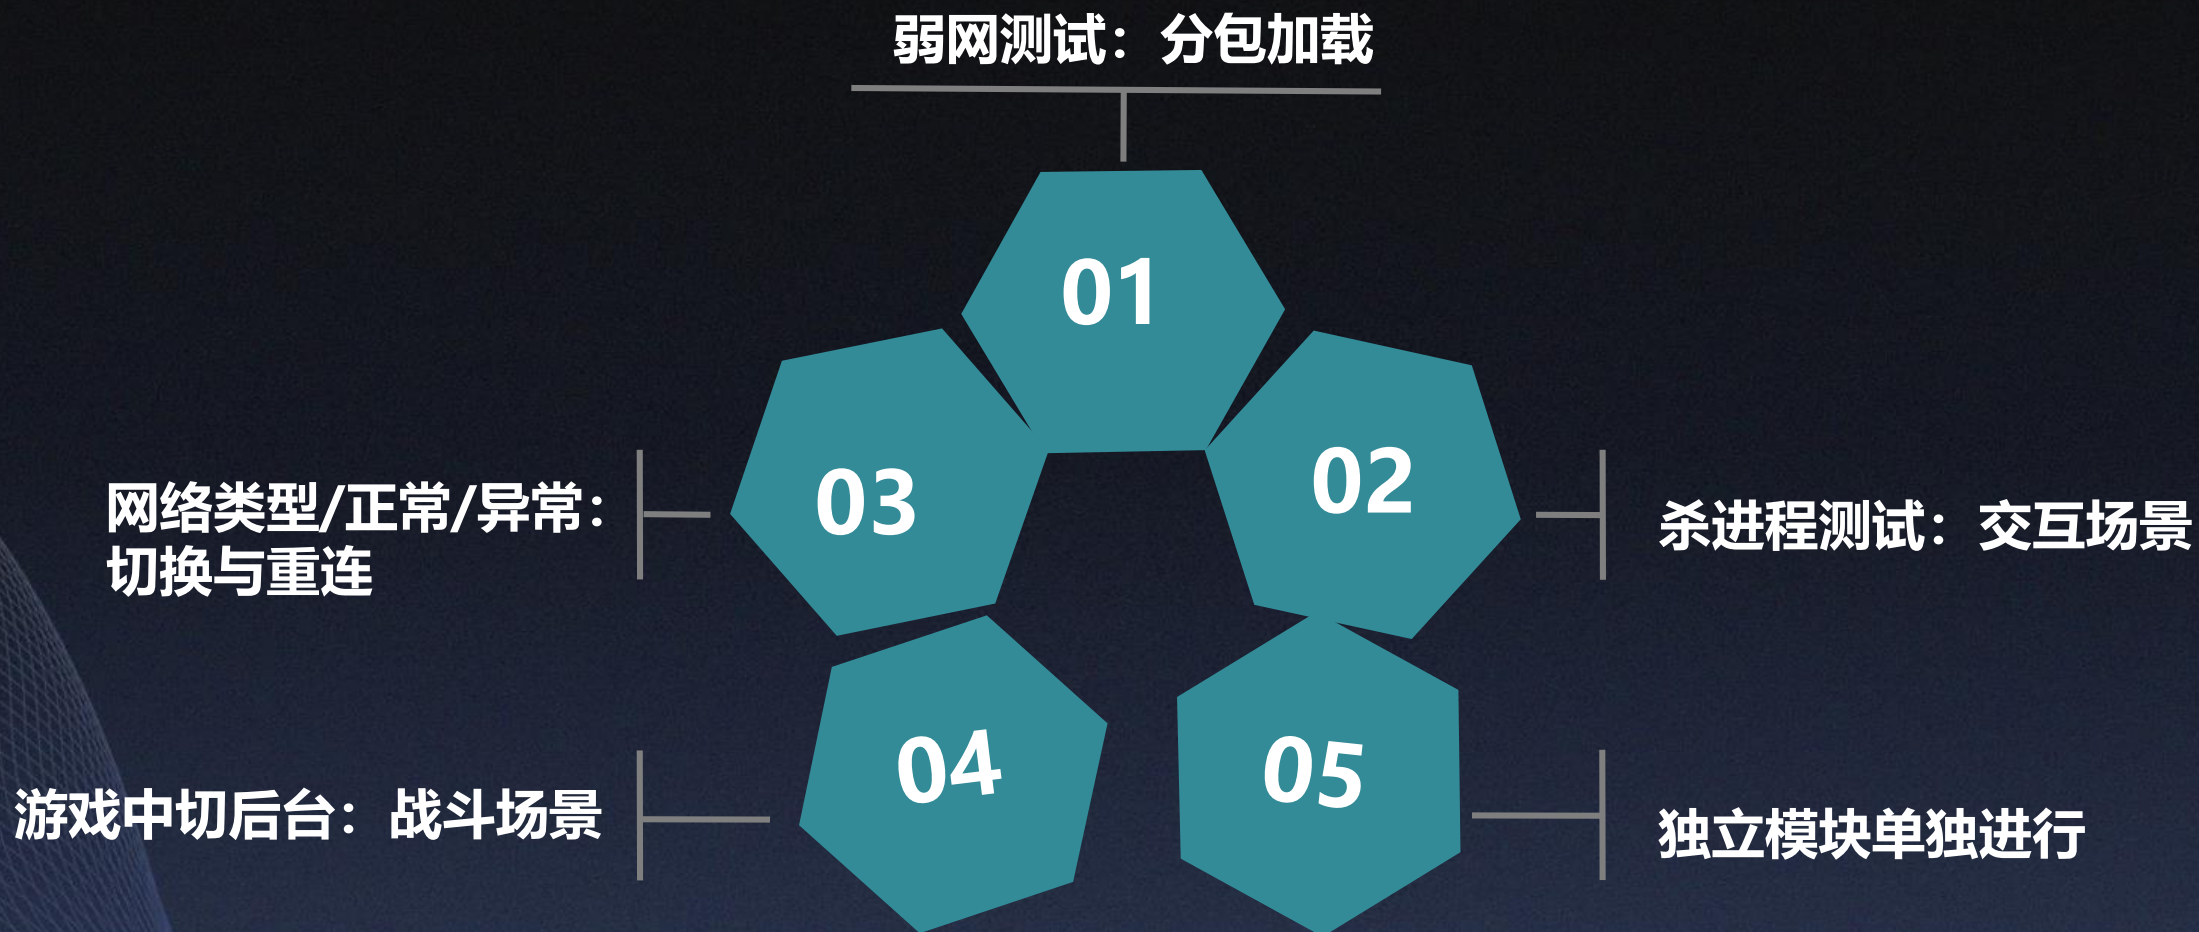 弱网测试：分包加载
01
03
02
网络类型/正常/异常：
切换与重连
杀进程测试：交互场景
04
05
游戏中切后台：战斗场景
独立模块单独进行